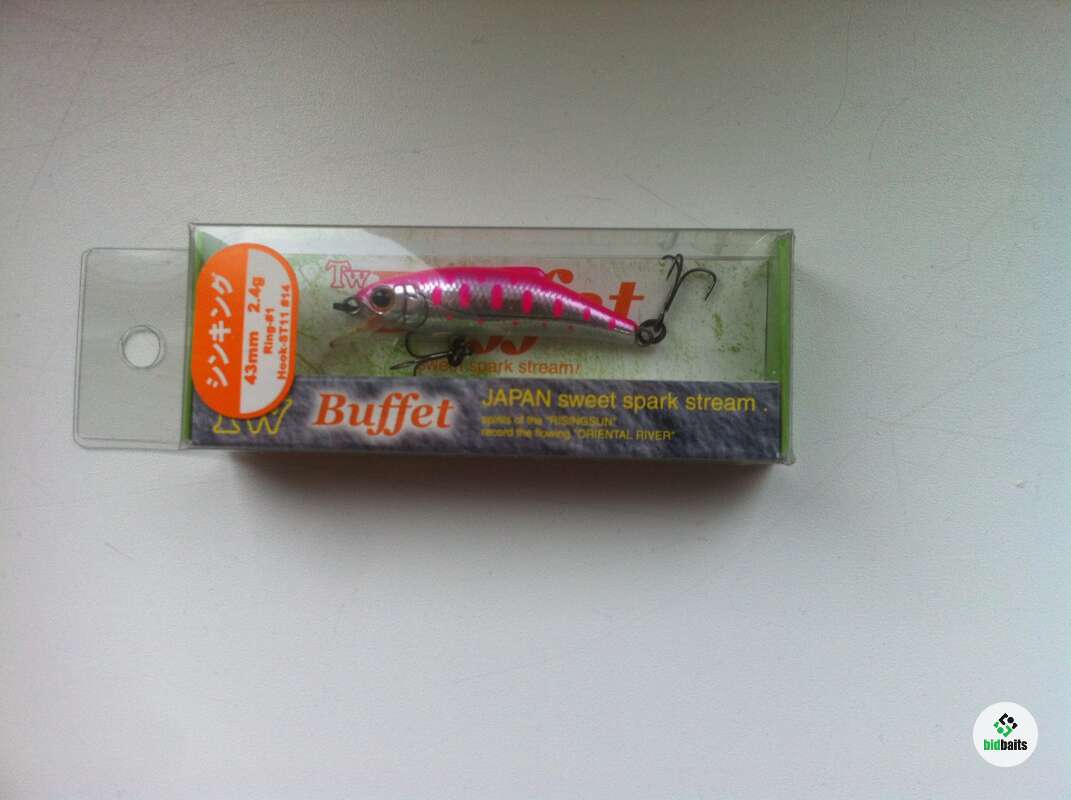 シンキング
43mm 2.4g
Ring-#1
Hook-ST11 #14
Tw
sweet spark stream
Tw
Buffet
JAPAN sweet spark stream .
spirits of the "RISINGSUN"
record the flowing "ORIENTAL RIVER"
bidbaits